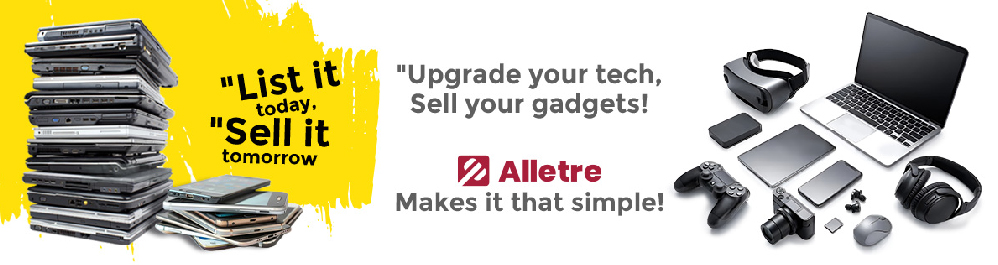 "List it
today,
"Sell it
tomorrow
"Upgrade your tech,
Sell your gadgets!
Alletre
Makes it that simple!